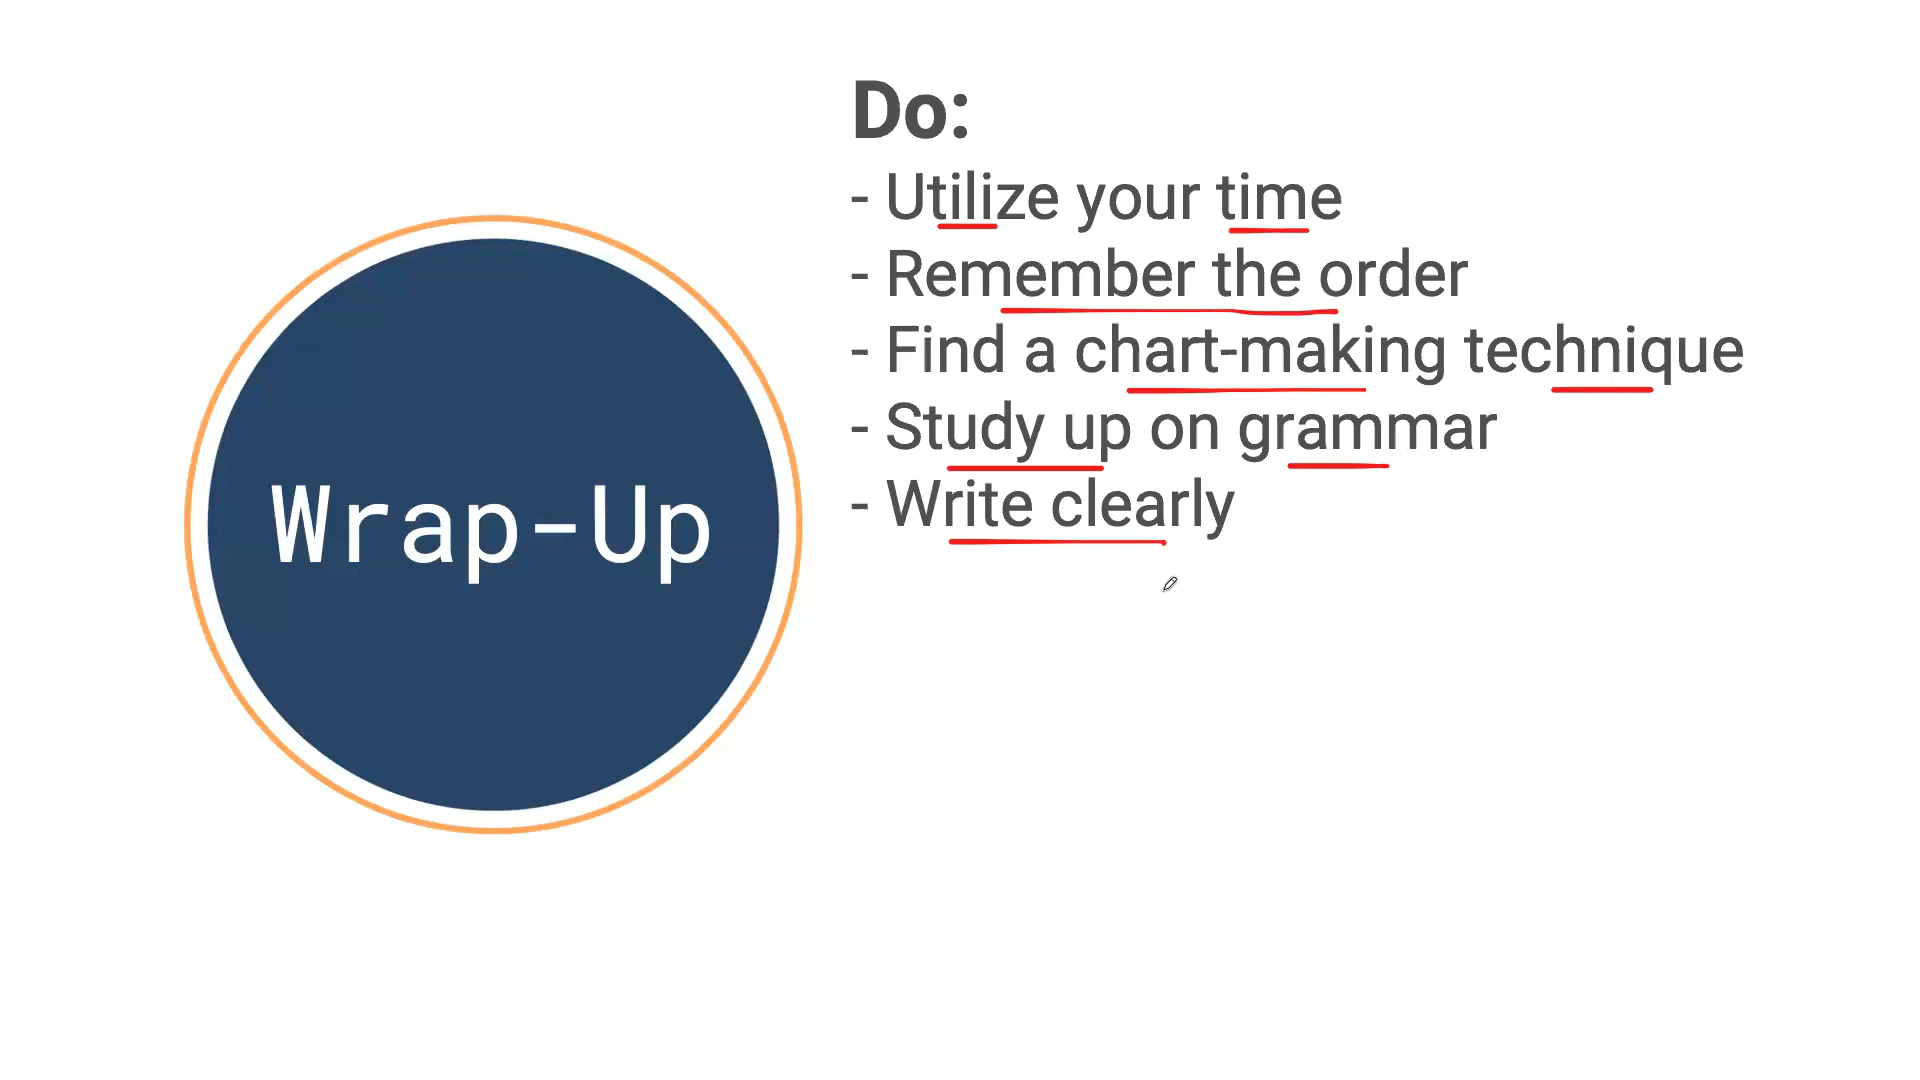 Wrap-Up
Do:
- Utilize your time
- Remember the order
- Find a chart-making technique
- Study up on grammar
- Write clearly